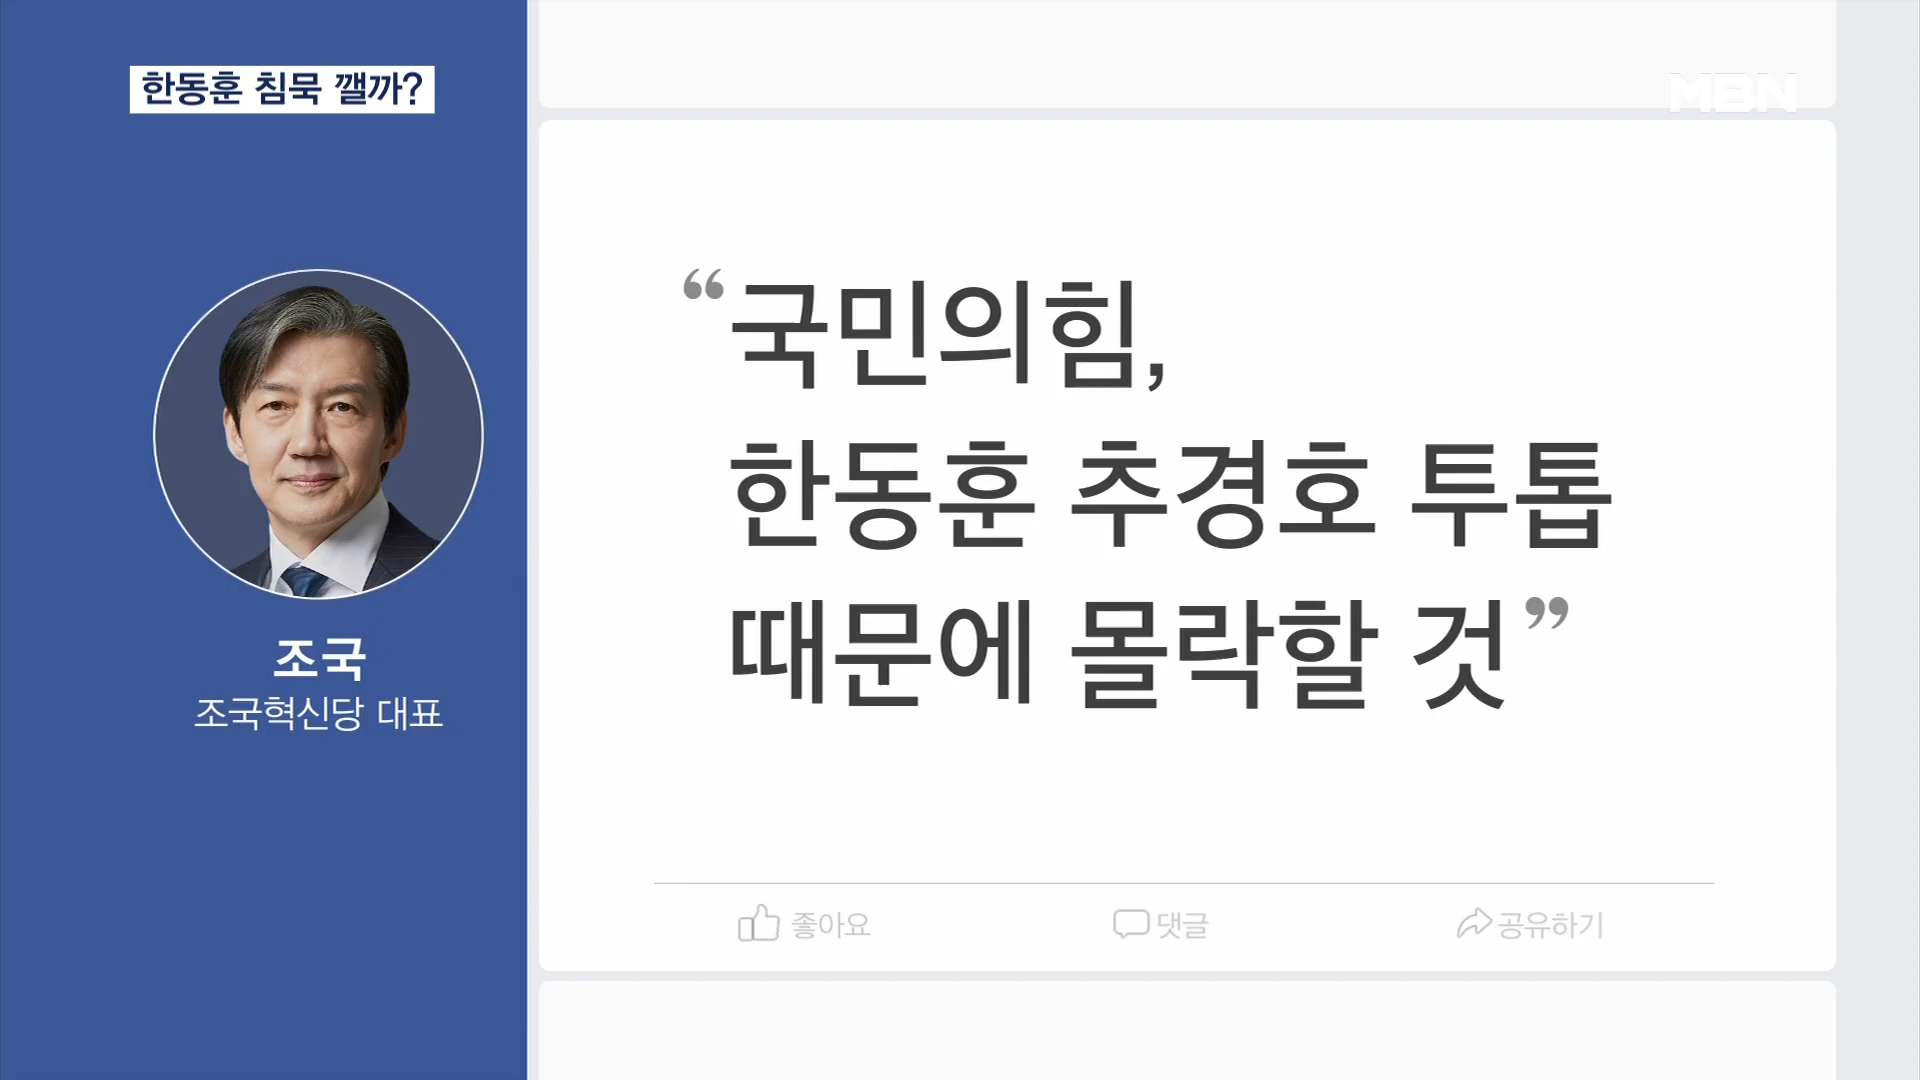 한동훈 침묵 깰까?
MBN
“국민의힘,
한동훈 추경호 투톱
때문에 몰락할 것”
조국
조국혁신당 대표
좋아요
댓글
공유하기